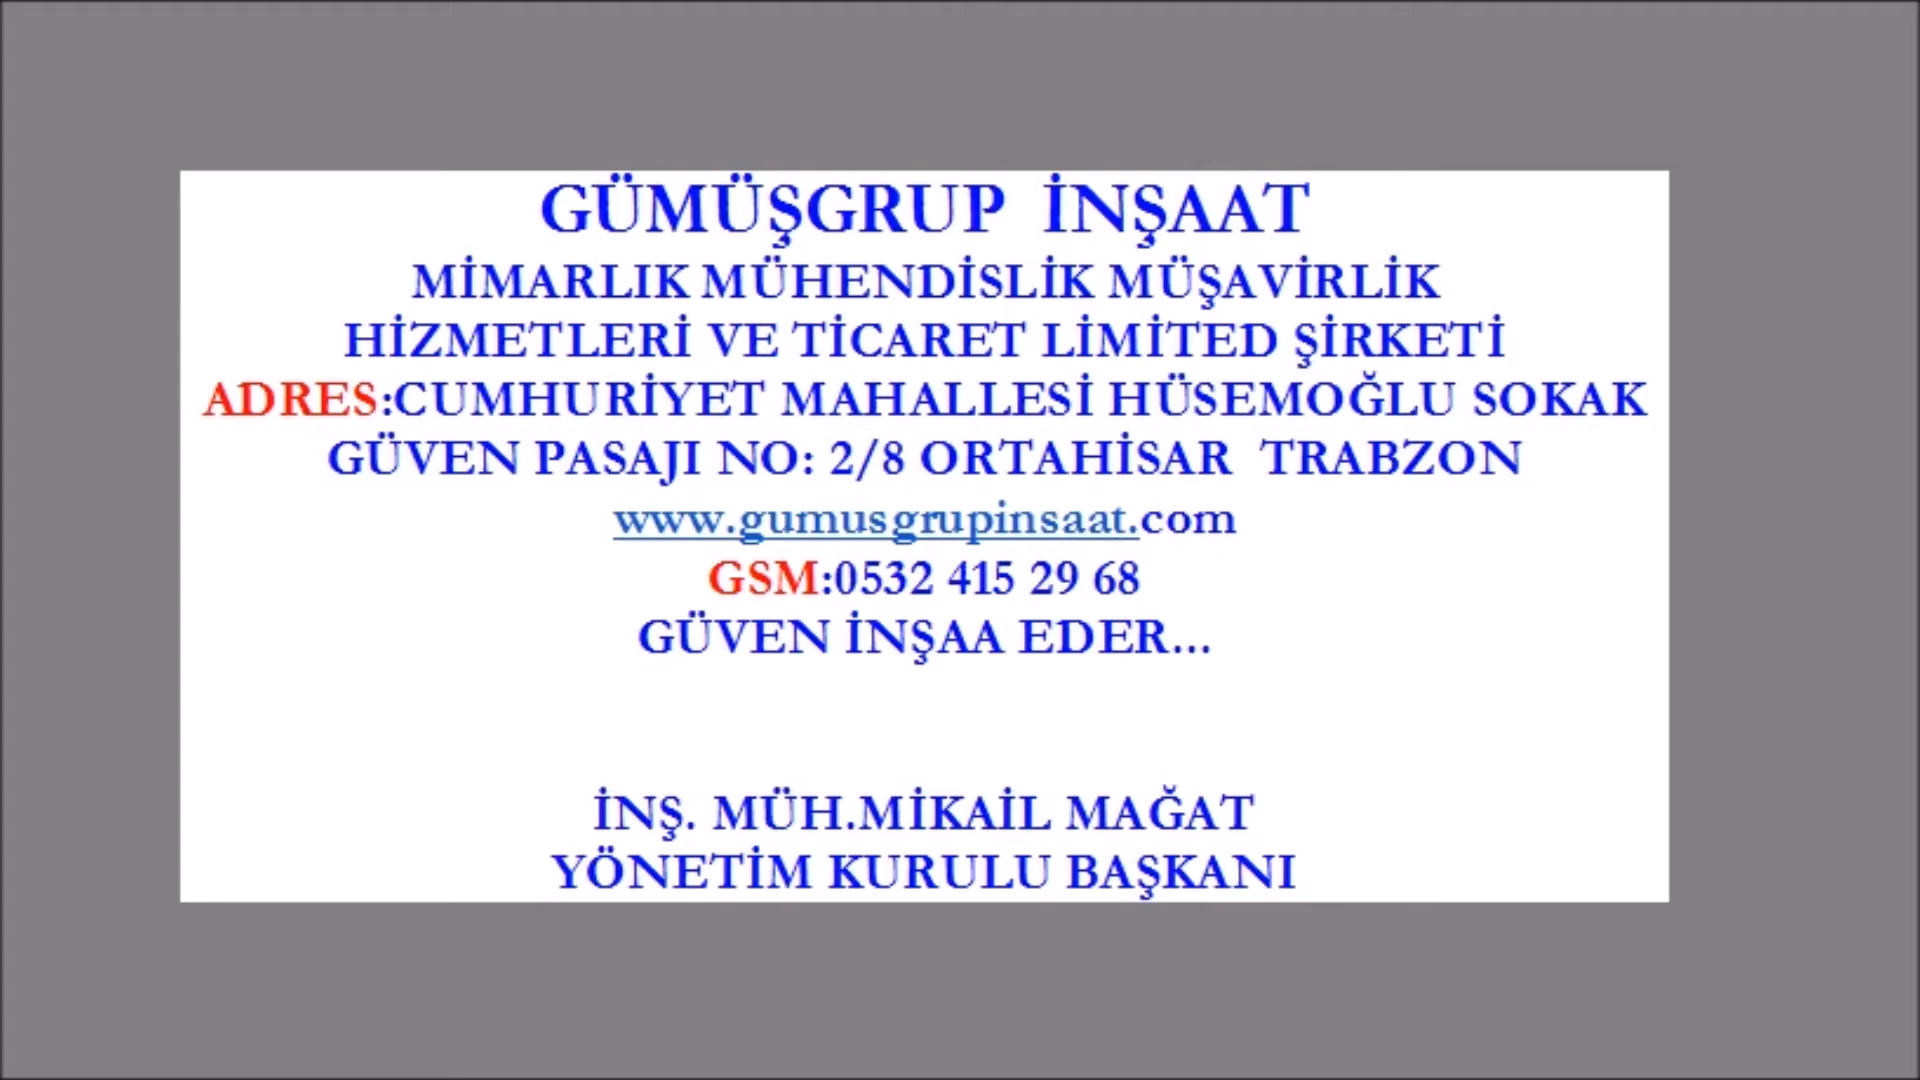 GÜMÜŞGRUP İNŞAAT
MİMARLIK MÜHENDİSLİK MÜŞAVİRLİK
HİZMETLERİ VE TİCARET LİMİTED ŞİRKETİ
ADRES:CUMHURİYET MAHALLESİ HÜSEMOĞLU SOKAK
GÜVEN PASAJI NO: 2/8 ORTAHİSAR TRABZON
www.gumusgrupinsaat.com
GSM:0532 415 29 68
GÜVEN İNŞAA EDER...
İNŞ. MÜH.MİKAİL MAĞAT
YÖNETİM KURULU BAŞKANI